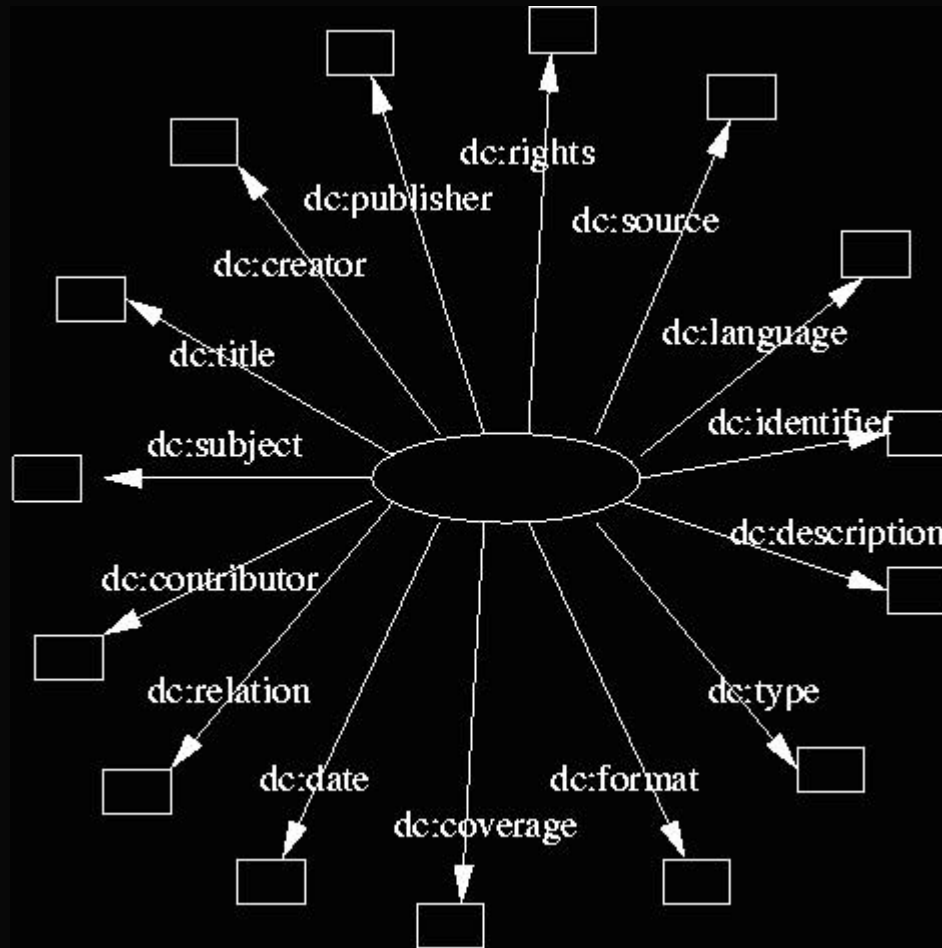 dc:rights
dc:publisher
dc:source
dc:creator
dc:language
dc:title
dc:identifier
dc:subject
dc:description
dc:contributor
dc:relation
dc:type
dc:date
dc:format
dc:coverage